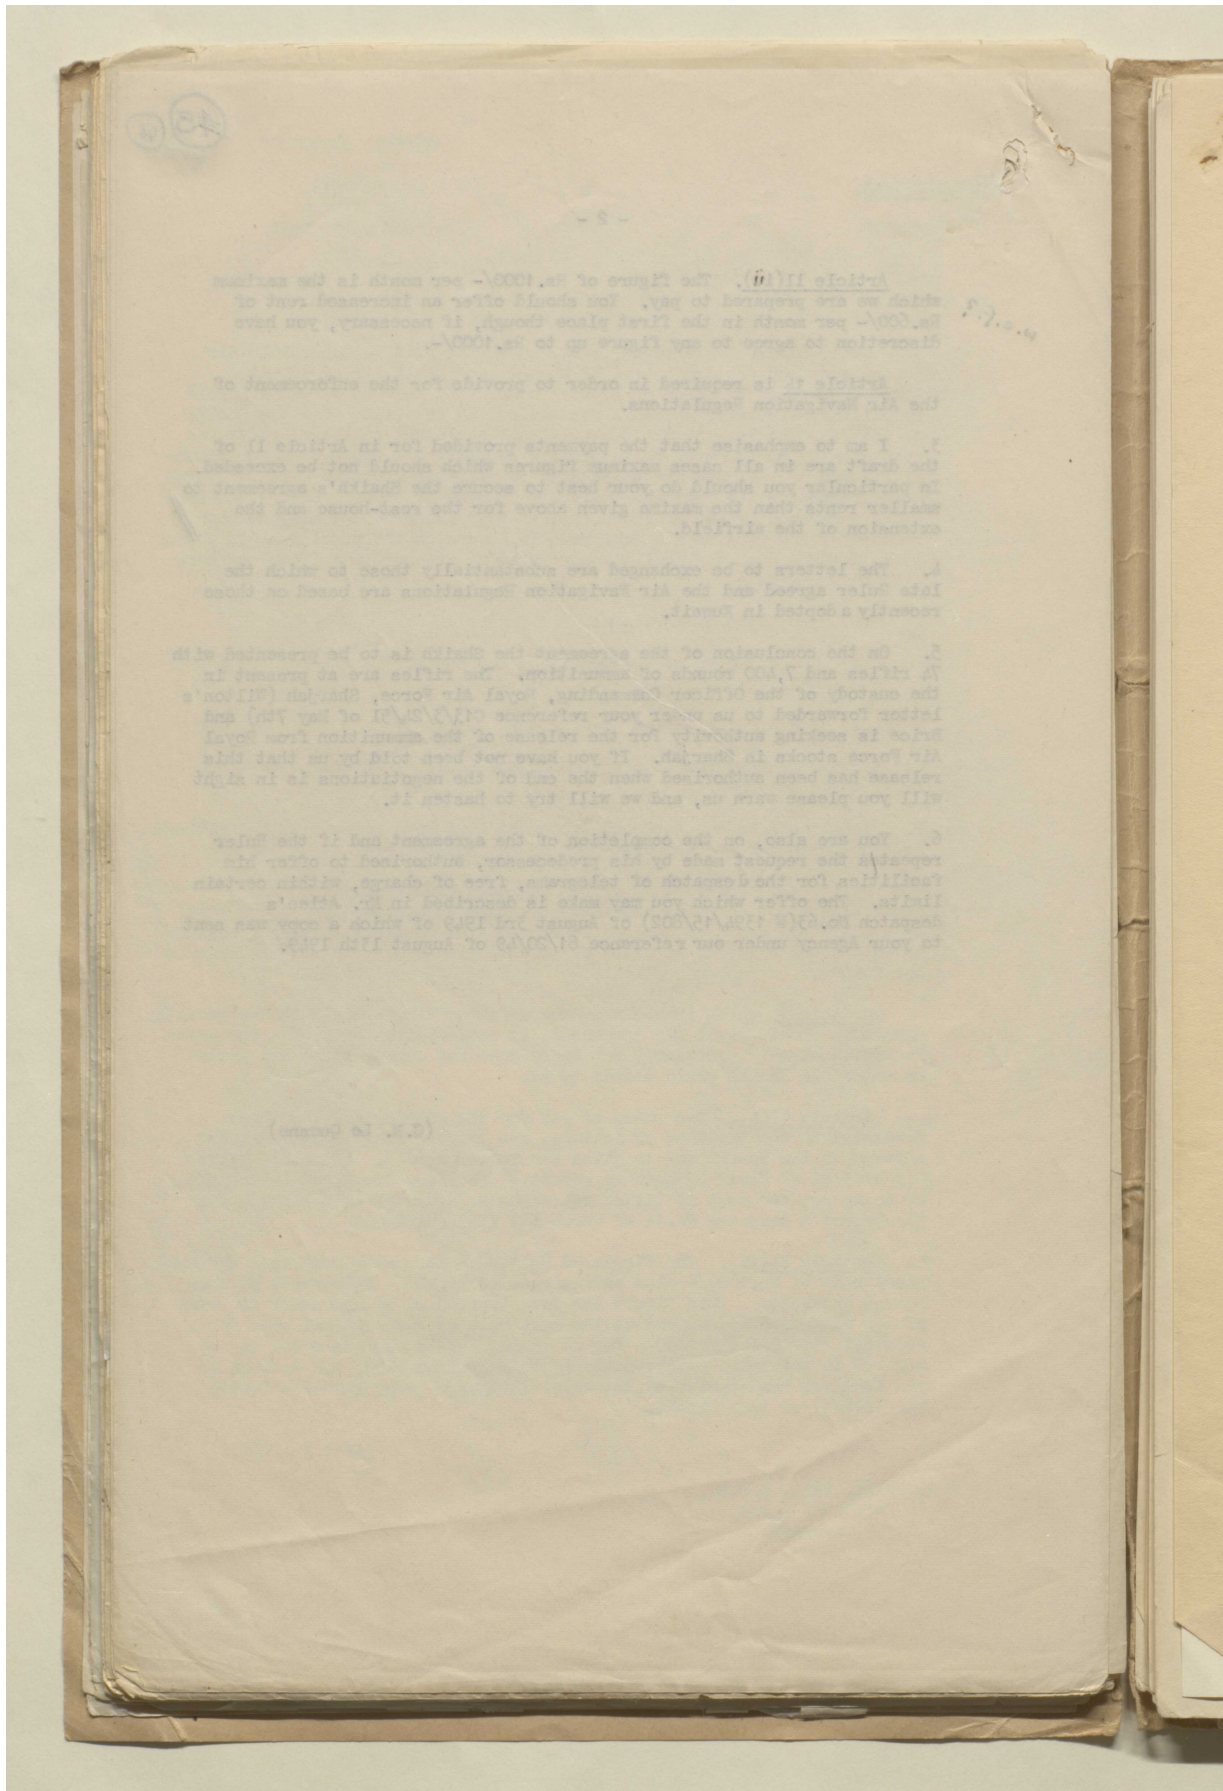 - 2 -
Article 11(iii). The figure of Rs.1000/- per month is the maximum
which we are prepared to pay. You should offer an increased rent of
Rs.600/- per month in the first place though, if necessary, you have
discretion to agree to any figure up to Rs.1000/-.
Article 14 is required in order to provide for the enforcement of
the Air Navigation Regulations.
3. I am to emphasise that the payments provided for in Article 11 of
the draft are in all cases maximum figures which should not be exceeded.
In particular you should do your best to secure the Shaikh's agreement to
smaller rents than the maxima given above for the rest-house and the
extension of the airfield.
4. The letters to be exchanged are substantially those to which the
late Ruler agreed and the Air Navigation Regulations are based on those
recently adopted in Kuwait.
5. On the conclusion of the agreement the Shaikh is to be presented with
74 rifles and 7,400 rounds of ammunition. The rifles are at present in
the custody of the Officer Commanding, Royal Air Force, Sharjah (Wilton's
letter forwarded to us under your reference of May 7th) and
Brice is seeking authority for the release of the ammunition from Royal
Air Force stocks in Sharjah. If you have not been told by us that this
release has been authorised when the end of the negotiations is in sight
will you please warn us, and we will try to hasten it.
6. You are also, on the completion of the agreement and if the Ruler
repeats the request made by his predecessor, authorised to offer him
facilities for the despatch of telegrams, free of charge, within certain
limits. The offer which you may make is described in Mr.
despatch No.63( of August 3rd 1949 of which a copy was sent
to your Agency under our reference 81/20/49 of August 13th 1949.
(C.M. Le Quesne)